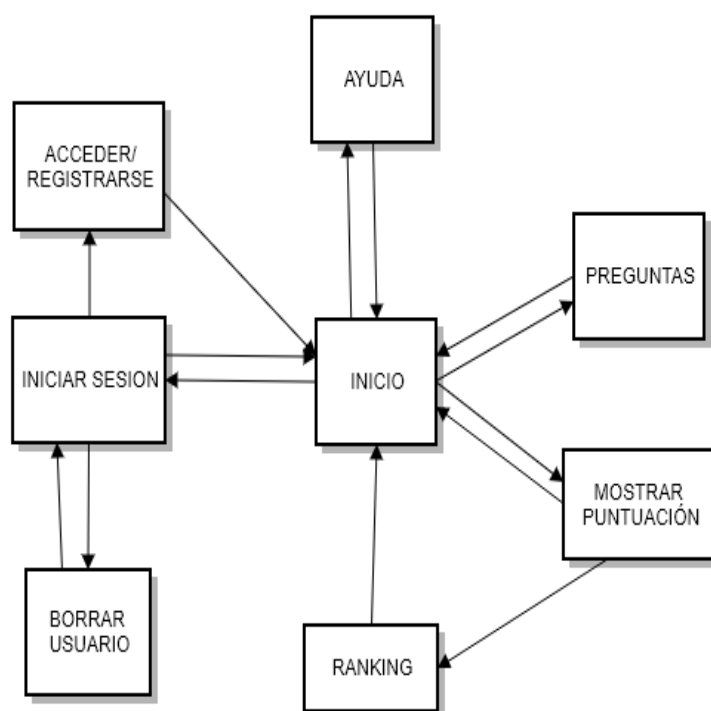 AYUDA
ACCEDER/
REGISTRARSE
PREGUNTAS
INICIAR SESION
INICIO
MOSTRAR
PUNTUACIÓN
BORRAR
USUARIO
RANKING